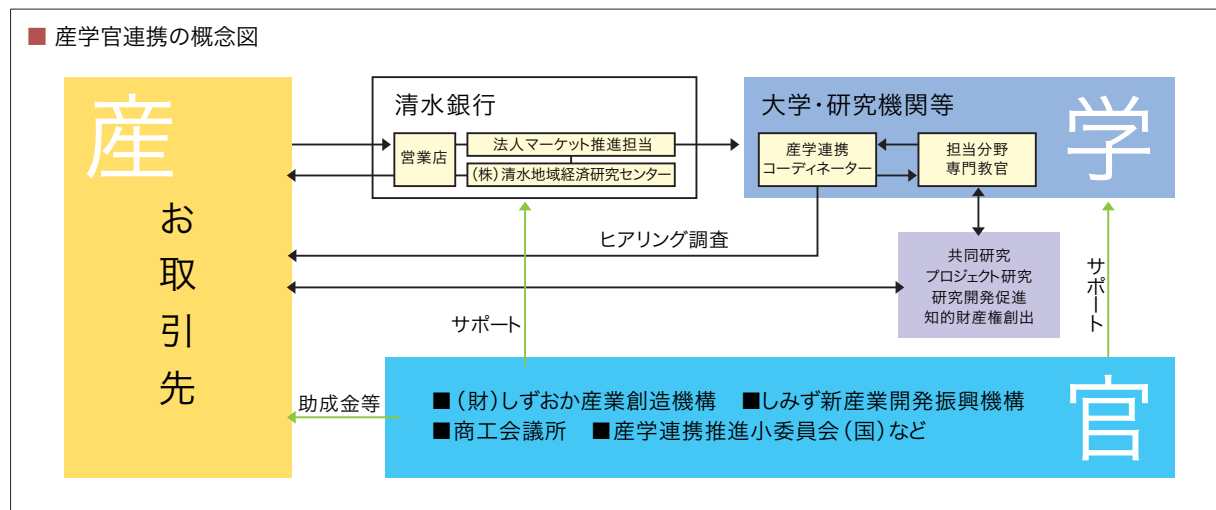 ■ 産学官連携の概念図
産
お取引先
清水銀行
営業店
法人マーケット推進担当
(株)清水地域経済研究センター
大学・研究機関等
学
産学連携
コーディネーター
担当分野
専門教官
ヒアリング調査
共同研究
プロジェクト研究
研究開発促進
知的財産権創出
サポート
サポート
助成金等
■(財)しずおか産業創造機構 ■しみず新産業開発振興機構
■商工会議所 ■産学連携推進小委員会(国)など
官